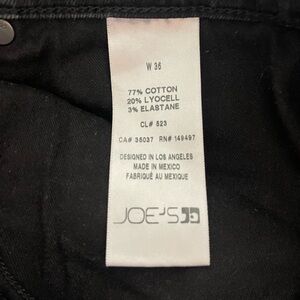 W 36
77% COTTON
20% LYOCELL
3% ELASTANE
CL# 523
CA# 35037 RN# 149497
DESIGNED IN LOS ANGELES
MADE IN MEXICO
FABRIQUÉ AU MEXIQUE
JOE'S